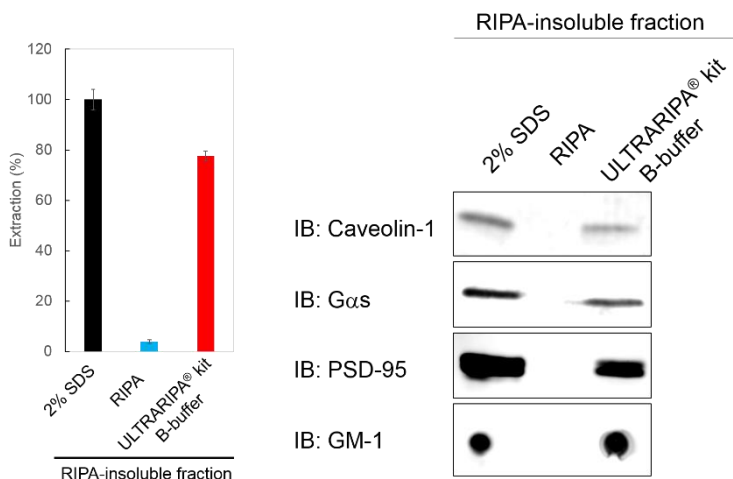 120
100
80
60
40
20
0
Extraction (%)
2% SDS
RIPA
ULTRARIPA® kit
B-buffer
RIPA-insoluble fraction
RIPA-insoluble fraction
2% SDS
RIPA
ULTRARIPA® kit
B-buffer
IB: Caveolin-1
IB: Gαs
IB: PSD-95
IB: GM-1